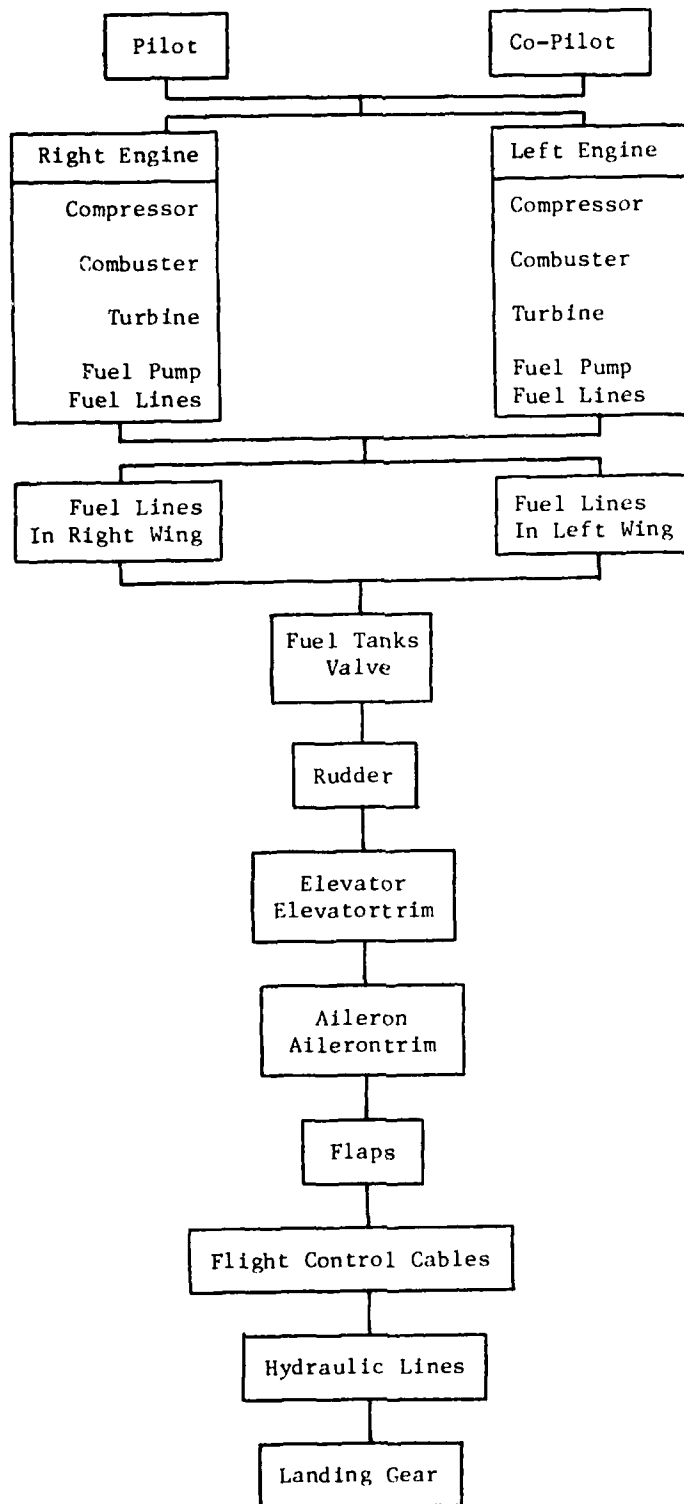 Pilot
Co-Pilot
Right Engine
Compressor
Combuster
Turbine
Fuel Pump
Fuel Lines
Left Engine
Compressor
Combuster
Turbine
Fuel Pump
Fuel Lines
Fuel Lines
In Right Wing
Fuel Lines
In Left Wing
Fuel Tanks
Valve
Rudder
Elevator
Elevatortrim
Aileron
Ailerontrim
Flaps
Flight Control Cables
Hydraulic Lines
Landing Gear